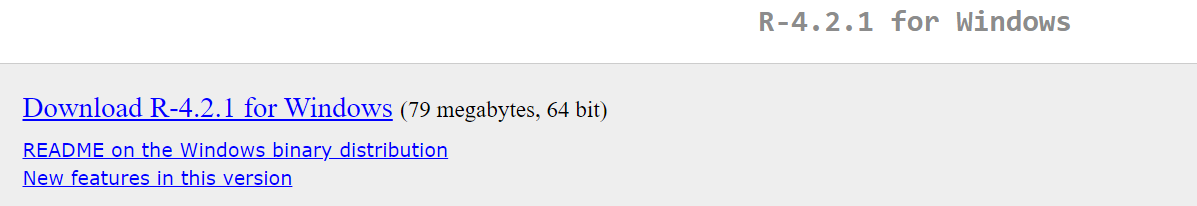 R-4.2.1 for Windows
Download R-4.2.1 for Windows (79 megabytes, 64 bit)
README on the Windows binary distribution
New features in this version